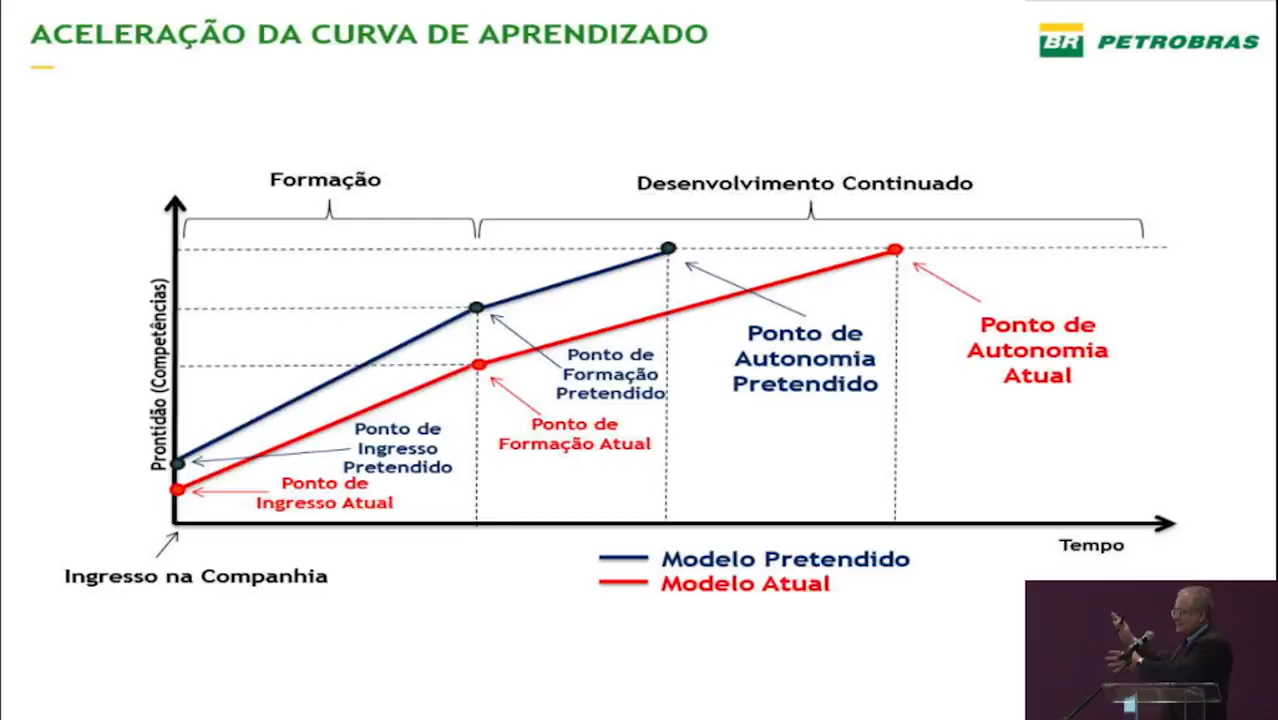 ACELERAÇÃO DA CURVA DE APRENDIZADO
BR PETROBRAS
Formação
Desenvolvimento Continuado
Prontidão (Competências)
Ponto de
Autonomia
Pretendido
Ponto de
Autonomia
Atual
Ponto de
Formação
Pretendido
Ponto de
Formação Atual
Ponto de
Ingresso
Pretendido
Ponto de
Ingresso Atual
Tempo
Ingresso na Companhia
Modelo Pretendido
Modelo Atual